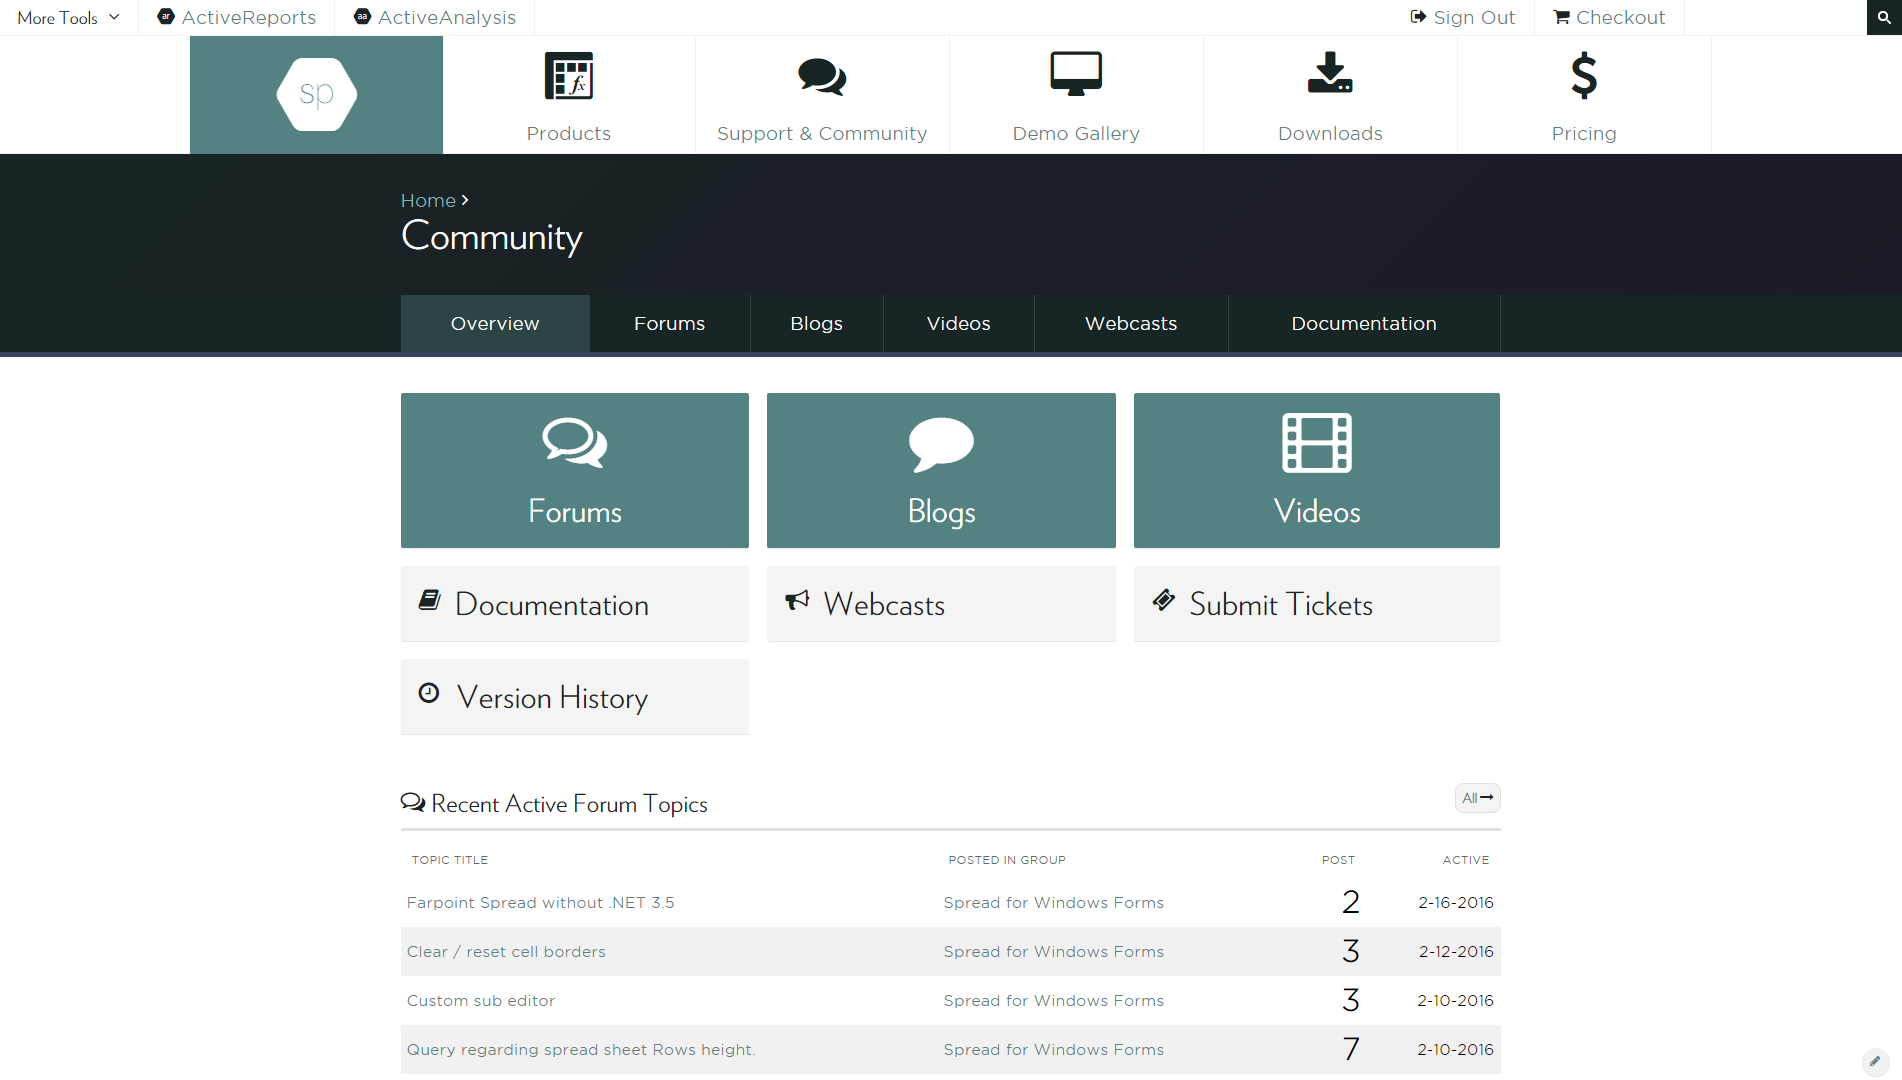 More Tools ar ActiveReports aa ActiveAnalysis Sign Out Checkout
sp
Products Support & Community Demo Gallery Downloads Pricing
Home
Community
Overview Forums Blogs Videos Webcasts Documentation
Forums Blogs Videos
Documentation Webcasts Submit Tickets
Version History
Recent Active Forum Topics All
TOPIC TITLE POSTED IN GROUP POST ACTIVE
Farpoint Spread without .NET 3.5 Spread for Windows Forms 2 2-16-2016
Clear / reset cell borders Spread for Windows Forms 3 2-12-2016
Custom sub editor Spread for Windows Forms 3 2-10-2016
Query regarding spread sheet Rows height. Spread for Windows Forms 7 2-10-2016